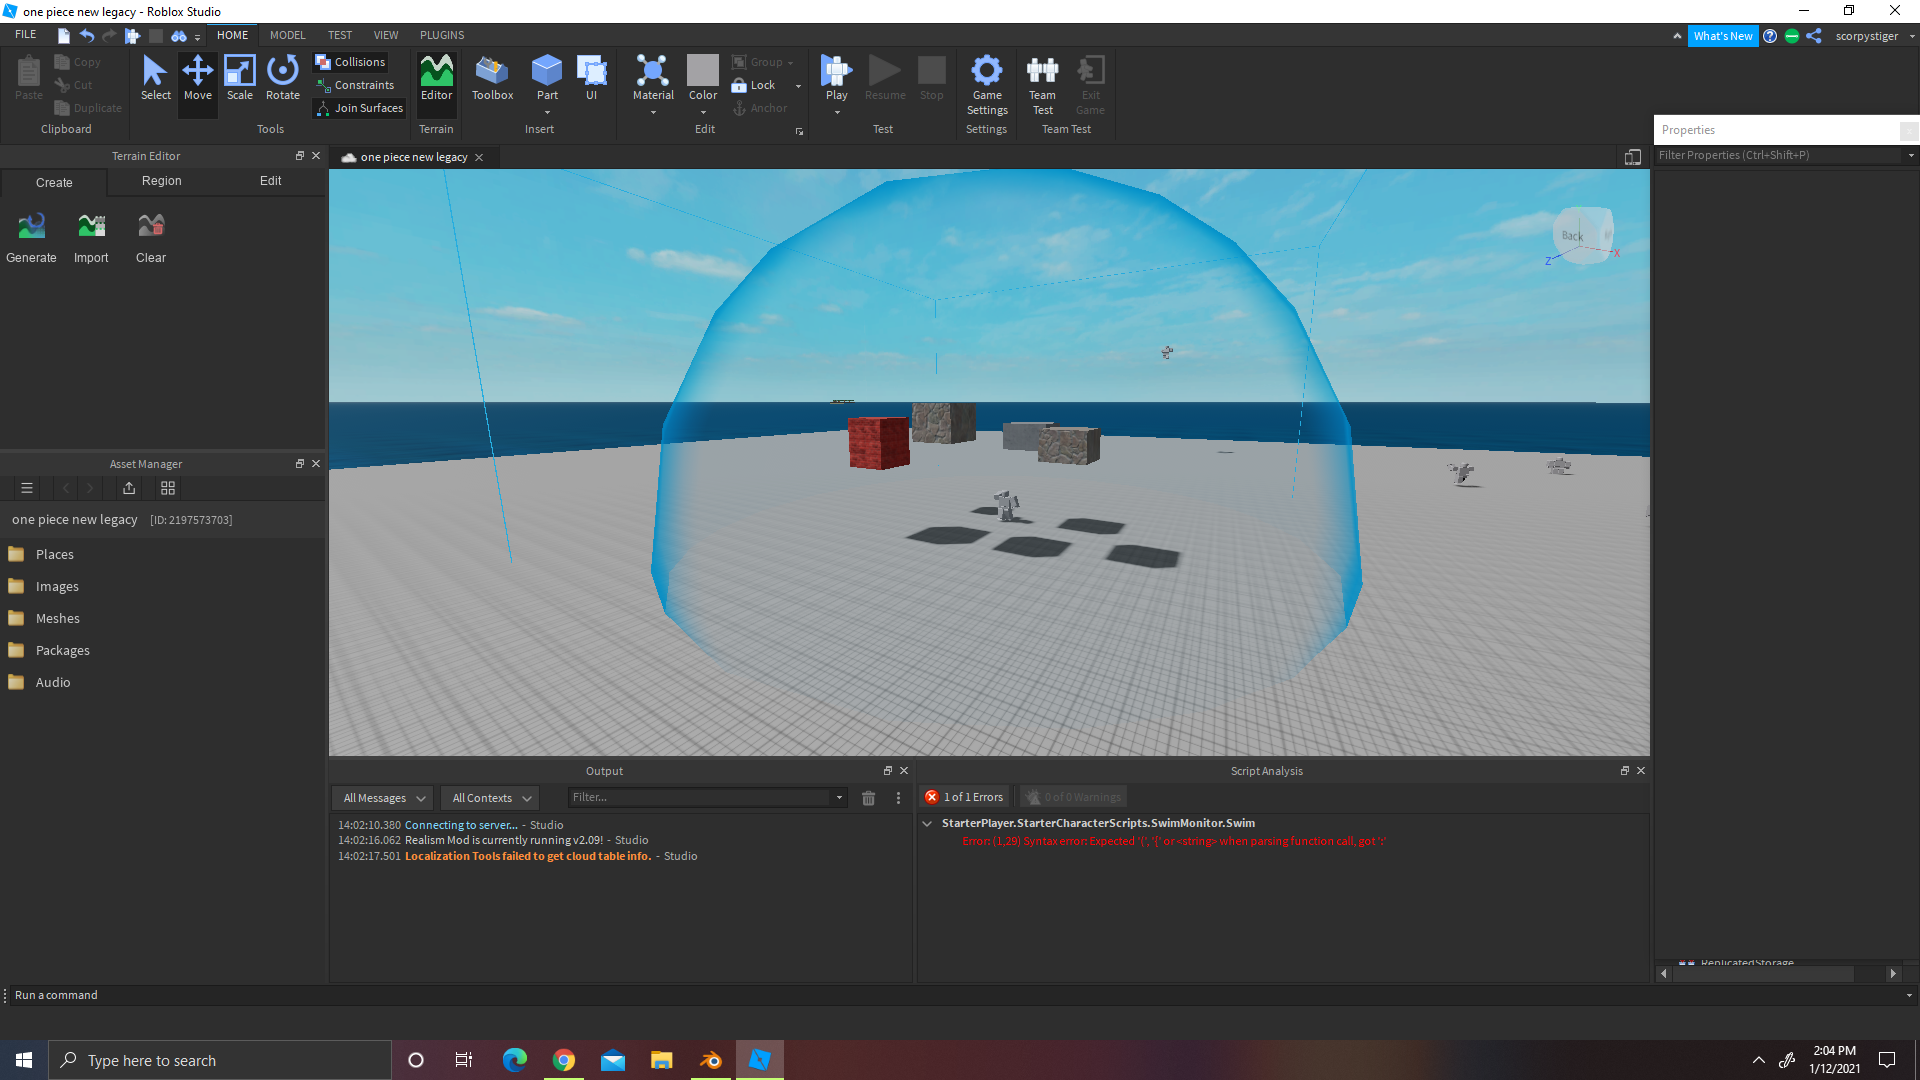 one piece new legacy - Roblox Studio
FILE
HOME
MODEL
TEST
VIEW
PLUGINS
What's New
scorpystiger
Paste
Copy
Cut
Duplicate
Clipboard
Select
Move
Scale
Rotate
Collisions
Constraints
Join Surfaces
Tools
Editor
Terrain
Toolbox
Part
UI
Insert
Material
Color
Group
Lock
Anchor
Edit
Play
Resume
Stop
Test
Game
Settings
Settings
Team
Test
Exit
Game
Team Test
Terrain Editor
Create
Region
Edit
Generate
Import
Clear
Asset Manager
one piece new legacy [ID: 2197573703]
Places
Images
Meshes
Packages
Audio
one piece new legacy
Back
Z
X
Properties
Filter Properties (Ctrl+Shift+P)
ReplicatedStorage
Output
All Messages
All Contexts
Filter...
14:02:10.380 Connecting to server... - Studio
14:02:16.062 Realism Mod is currently running v2.09! - Studio
14:02:17.501 Localization Tools failed to get cloud table info. - Studio
Script Analysis
1 of 1 Errors
0 of 0 Warnings
StarterPlayer.StarterCharacterScripts.SwimMonitor.Swim
Error: (1,29) Syntax error: Expected '(', '{' or <string> when parsing function call, got ':'
Run a command
Type here to search
2:04 PM
1/12/2021